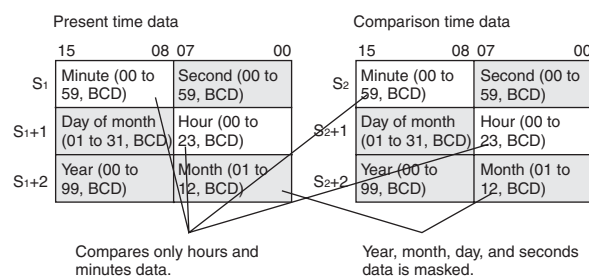 Present time data
Comparison time data
15 08 07 00
15 08 07 00
S1
Minute (00 to
59, BCD)
Second (00 to
59, BCD)
S2
Minute (00 to
59, BCD)
Second (00 to
59, BCD)
S1+1
Day of month
(01 to 31, BCD)
Hour (00 to
23, BCD)
S2+1
Day of month
(01 to 31, BCD)
Hour (00 to
23, BCD)
S1+2
Year (00 to
99, BCD)
Month (01 to
12, BCD)
S2+2
Year (00 to
99, BCD)
Month (01 to
12, BCD)
Compares only hours and
minutes data.
Year, month, day, and seconds
data is masked.